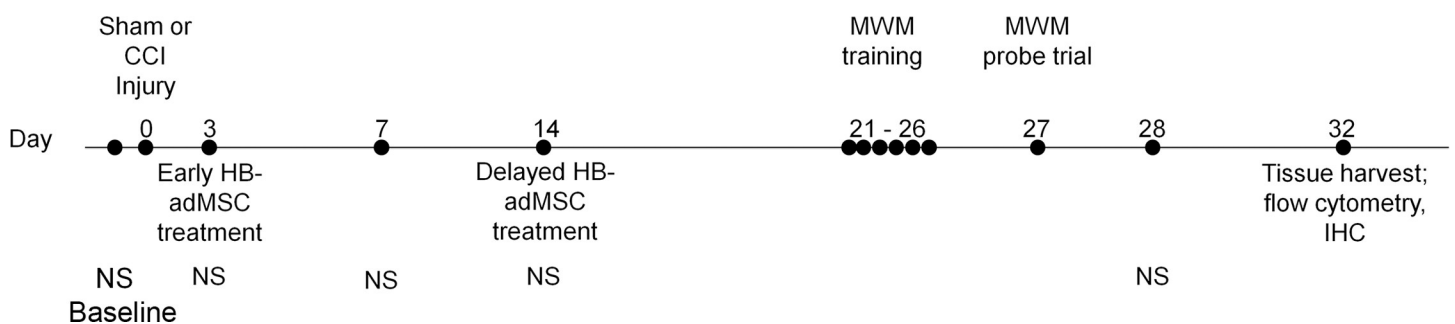 Sham or
CCI
Injury
MWM
training
MWM
probe trial
Day
0
3
7
14
21 - 26
27
28
32
Early HB-
adMSC
treatment
Delayed HB-
adMSC
treatment
Tissue harvest;
flow cytometry,
IHC
NS
Baseline
NS
NS
NS
NS